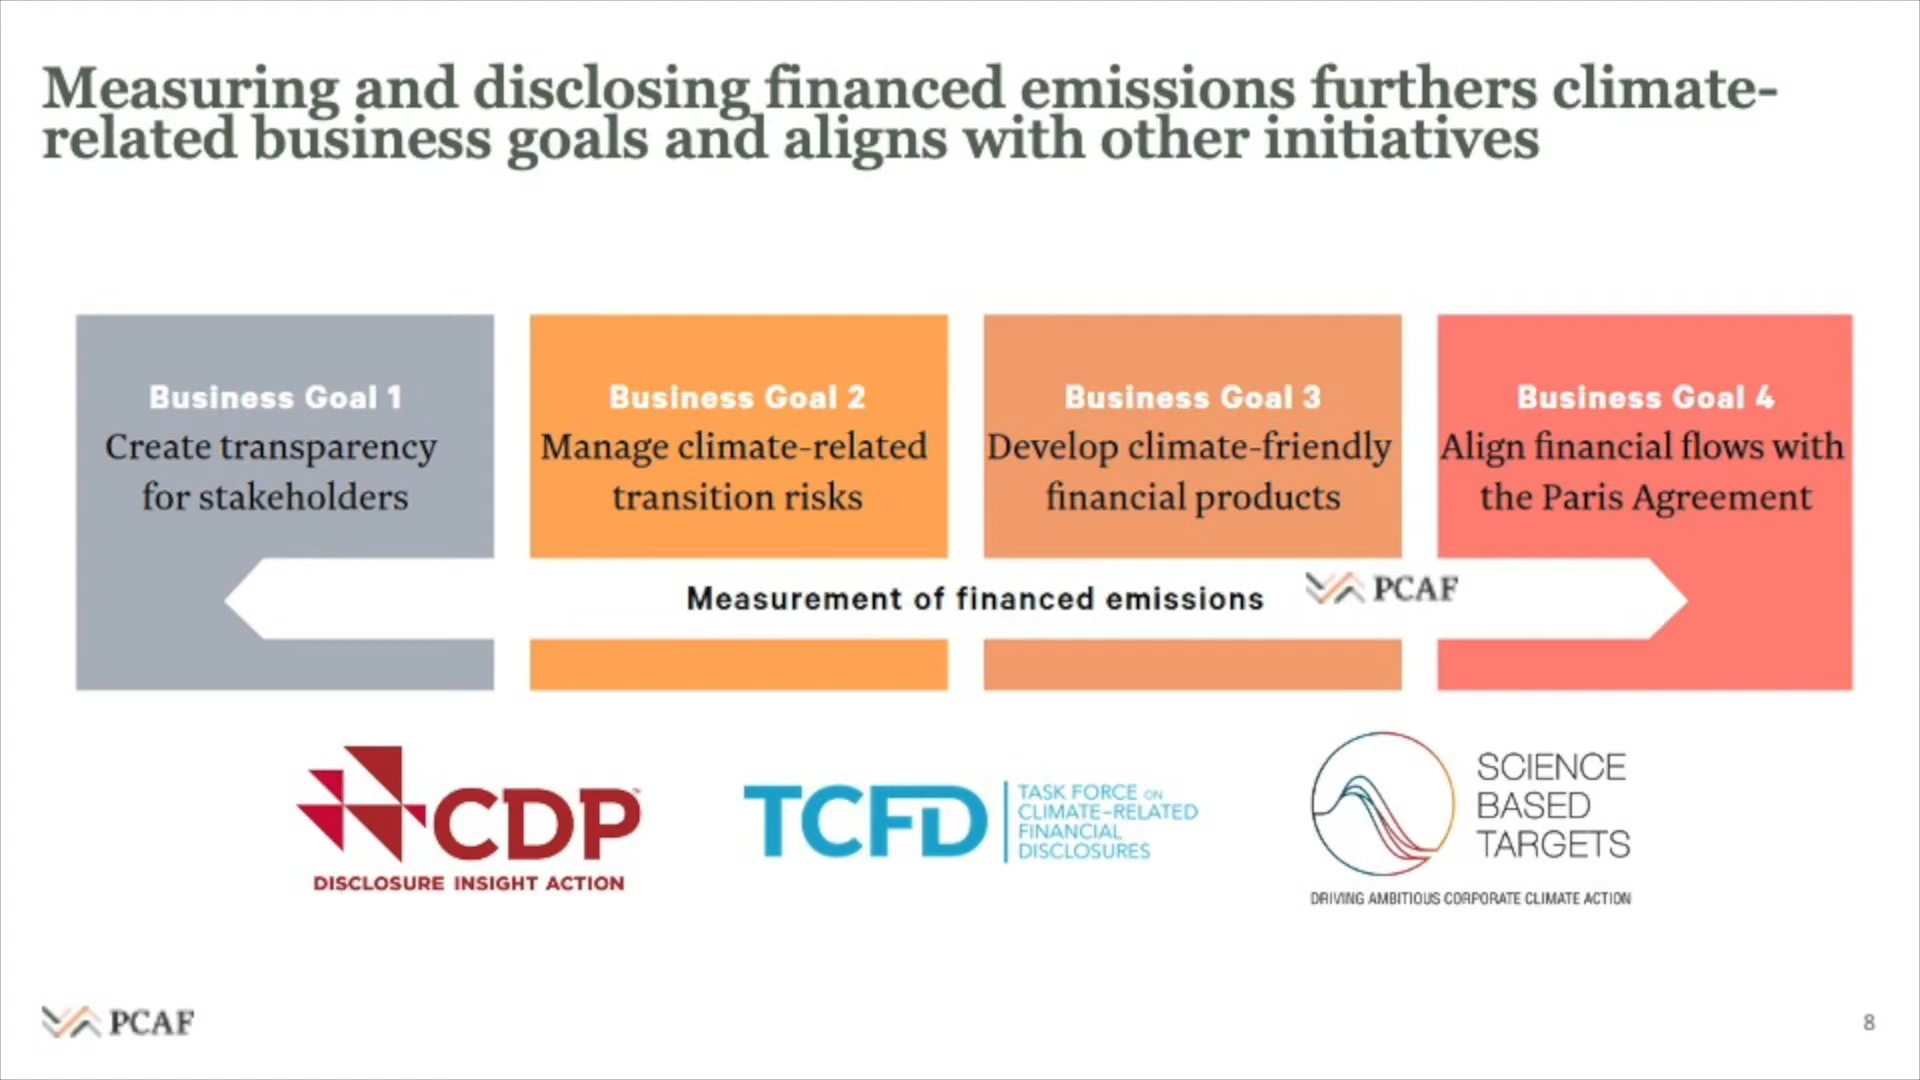 Measuring and disclosing financed emissions furthers climate-
related business goals and aligns with other initiatives
Business Goal 1
Create transparency
for stakeholders
Business Goal 2
Manage climate-related
transition risks
Business Goal 3
Develop climate-friendly
financial products
Business Goal 4
Align financial flows with
the Paris Agreement
Measurement of financed emissions
PCAF
CDP
DISCLOSURE INSIGHT ACTION
TCFD
TASK FORCE ON
CLIMATE-RELATED
FINANCIAL
DISCLOSURES
SCIENCE
BASED
TARGETS
DRIVING AMBITIOUS CORPORATE CLIMATE ACTION
PCAF
8